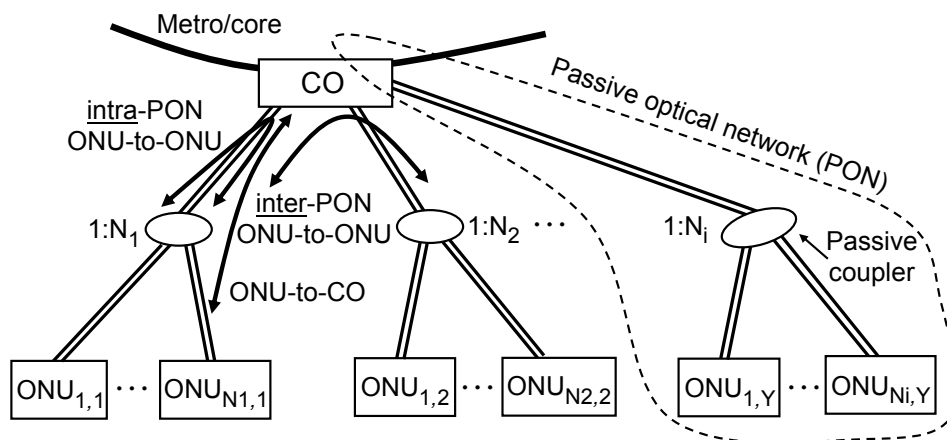 Metro/core
CO
Passive optical network (PON)
intra-PON
ONU-to-ONU
inter-PON
ONU-to-ONU
1:N1
1:N2
...
1:Ni
Passive
coupler
ONU-to-CO
ONU1,1 ... ONUN1,1
ONU1,2 ... ONUN2,2
ONU1,Y ... ONUNi,Y